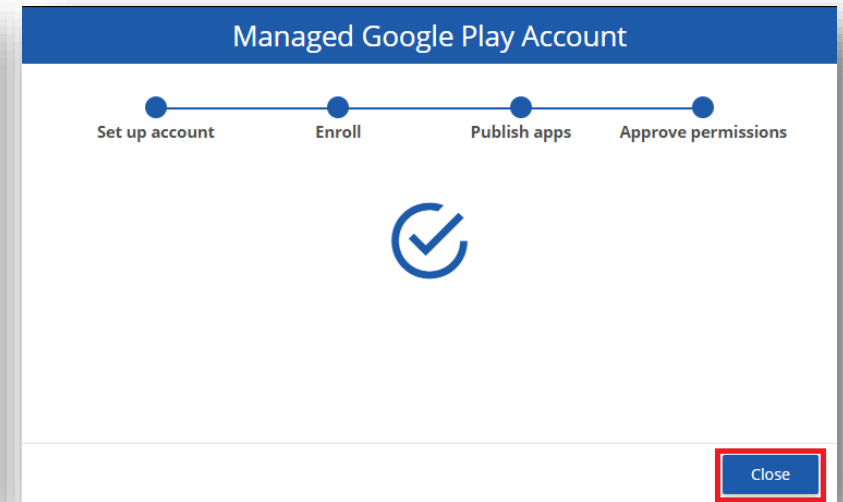 Managed Google Play Account
Set up account Enroll Publish apps Approve permissions
Close